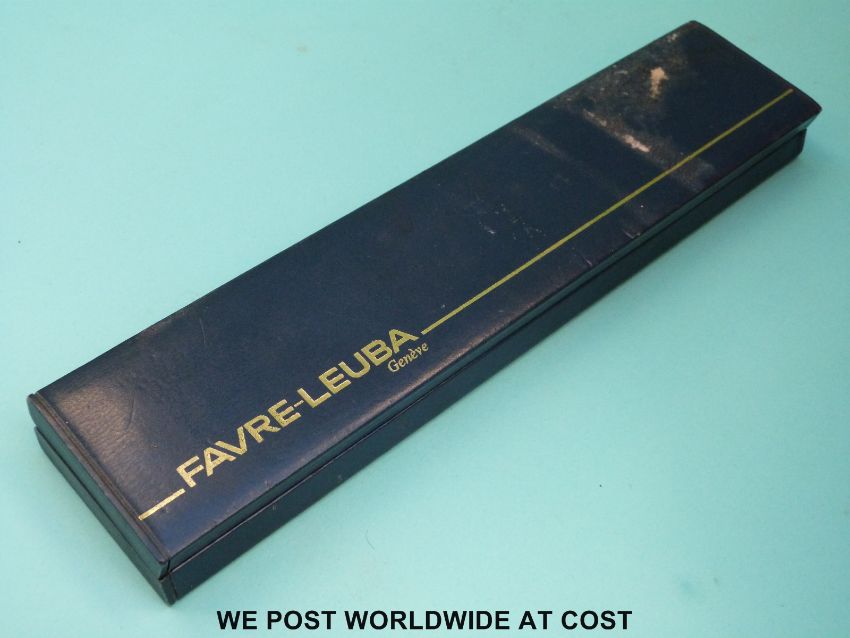 FAVRE-LEUBA
Genève
WE POST WORLDWIDE AT COST